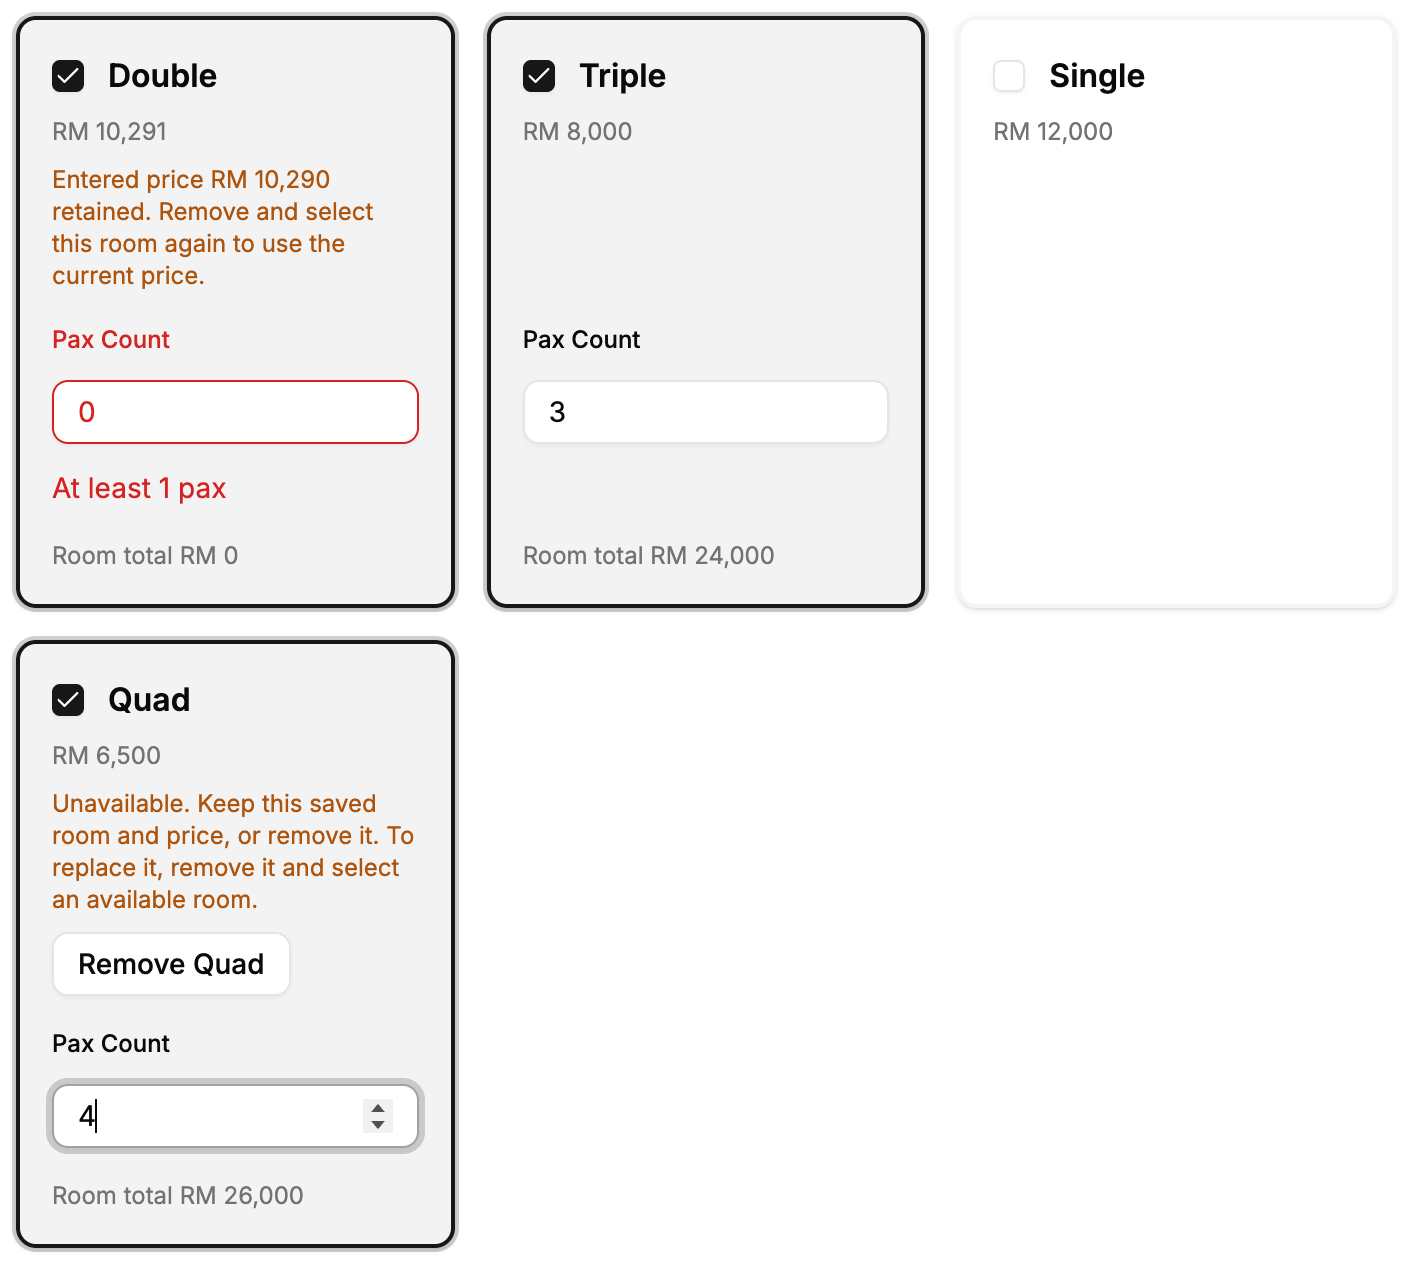 Double
RM 10,291
Entered price RM 10,290
retained. Remove and select
this room again to use the
current price.
Pax Count
0
At least 1 pax
Room total RM 0
Triple
RM 8,000
Pax Count
3
Room total RM 24,000
Single
RM 12,000
Quad
RM 6,500
Unavailable. Keep this saved
room and price, or remove it. To
replace it, remove it and select
an available room.
Remove Quad
Pax Count
4
Room total RM 26,000